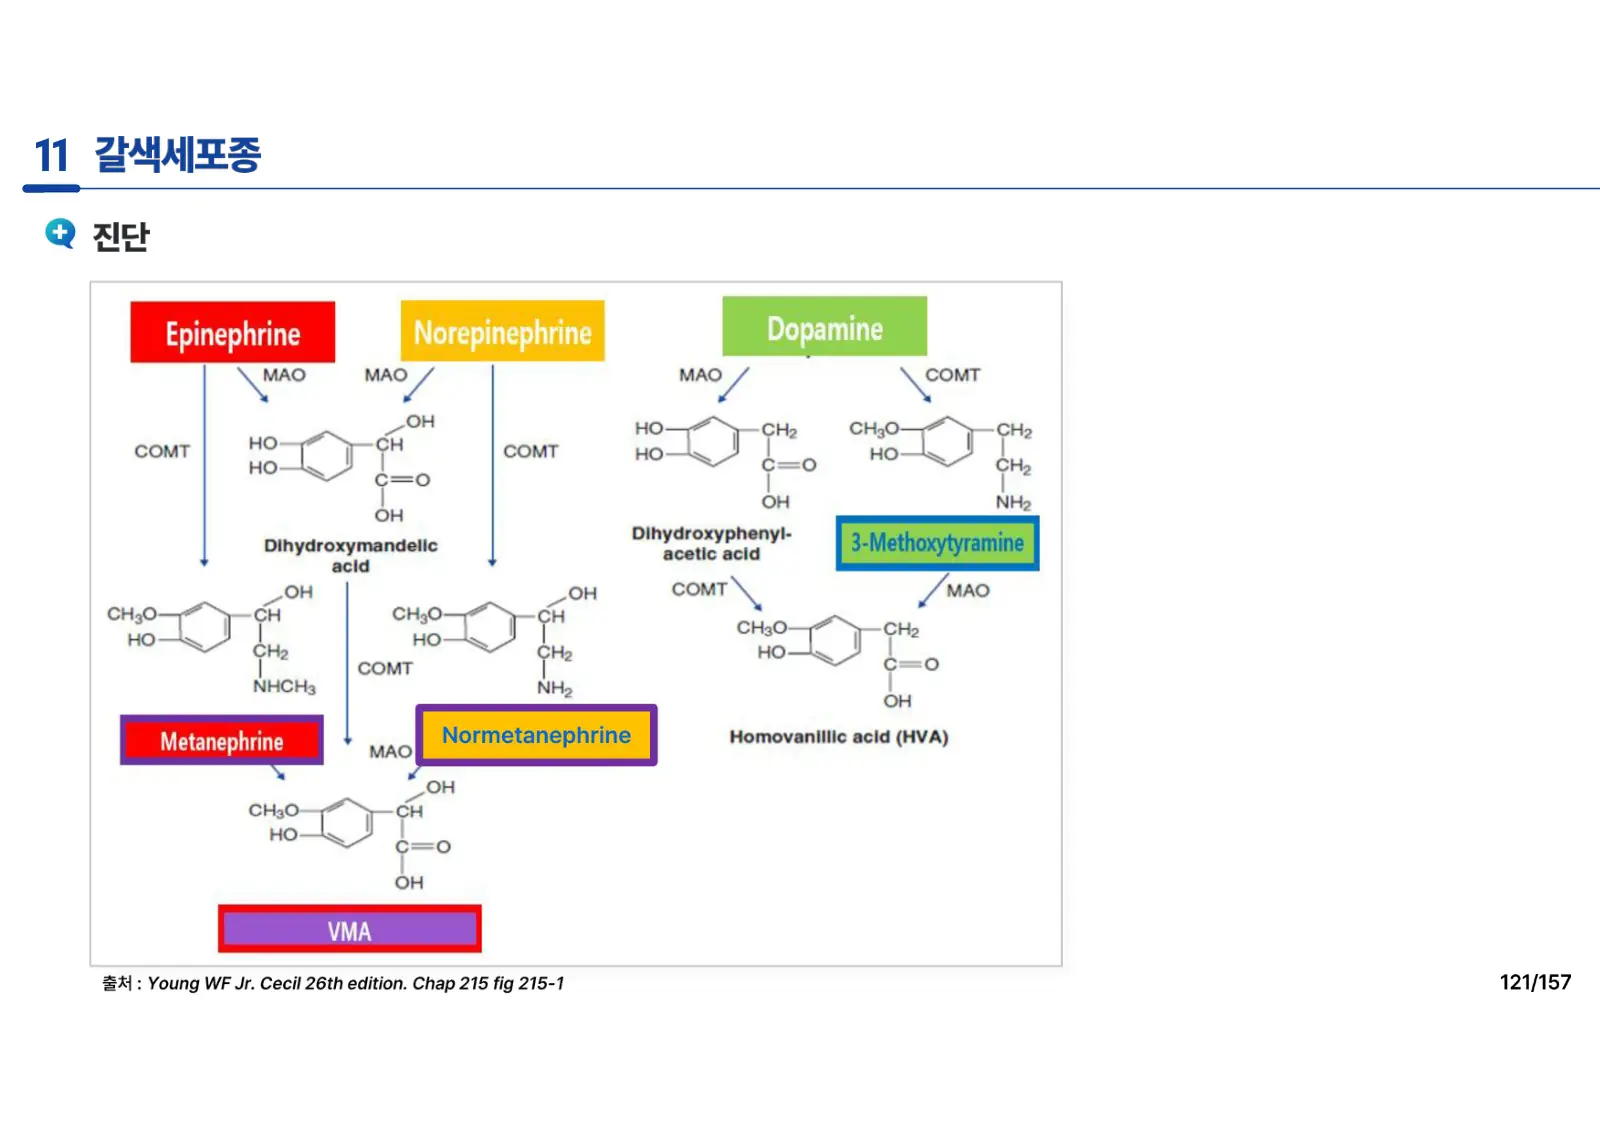 11 갈색세포종
진단
Epinephrine
Norepinephrine
Dopamine
MAO
MAO
MAO
COMT
COMT
OH
HO
CH
HO
C=O
OH
Dihydroxymandelic
acid
COMT
HO
CH2
HO
C=O
OH
Dihydroxyphenyl-
acetic acid
CH3O
CH2
HO
CH2
NH2
3-Methoxytyramine
COMT
MAO
OH
CH3O
CH
HO
CH2
NHCH3
Metanephrine
COMT
OH
CH3O
CH
HO
CH2
NH2
Normetanephrine
MAO
CH3O
CH2
HO
C=O
OH
Homovanillic acid (HVA)
OH
CH3O
CH
HO
C=O
OH
VMA
출처 : Young WF Jr. Cecil 26th edition. Chap 215 fig 215-1
121/157